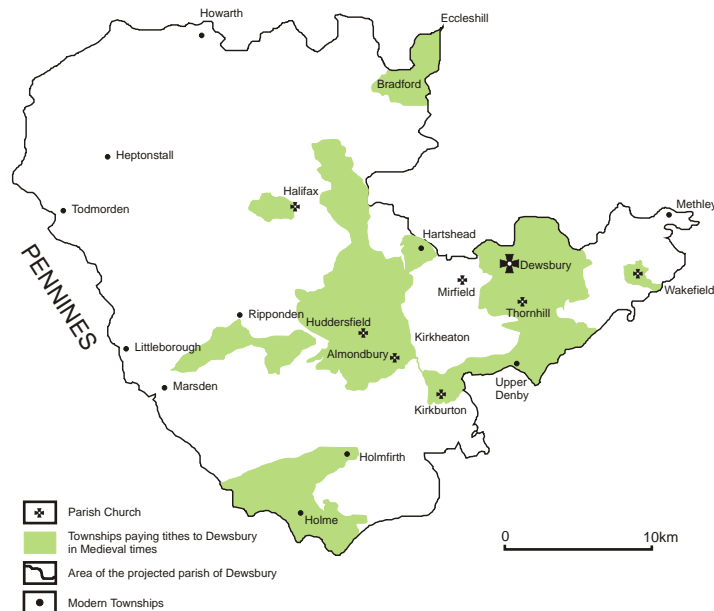 Howarth
Eccleshill
Bradford
Heptonstall
Halifax
Todmorden
Methley
Hartshead
Dewsbury
PENNINES
Mirfield
Wakefield
Ripponden
Thornhill
Huddersfield
Kirkheaton
Littleborough
Almondbury
Marsden
Upper
Denby
Kirkburton
Holmfirth
Parish Church
Holme
Townships paying tithes to Dewsbury
in Medieval times
0
10km
Area of the projected parish of Dewsbury
Modern Townships